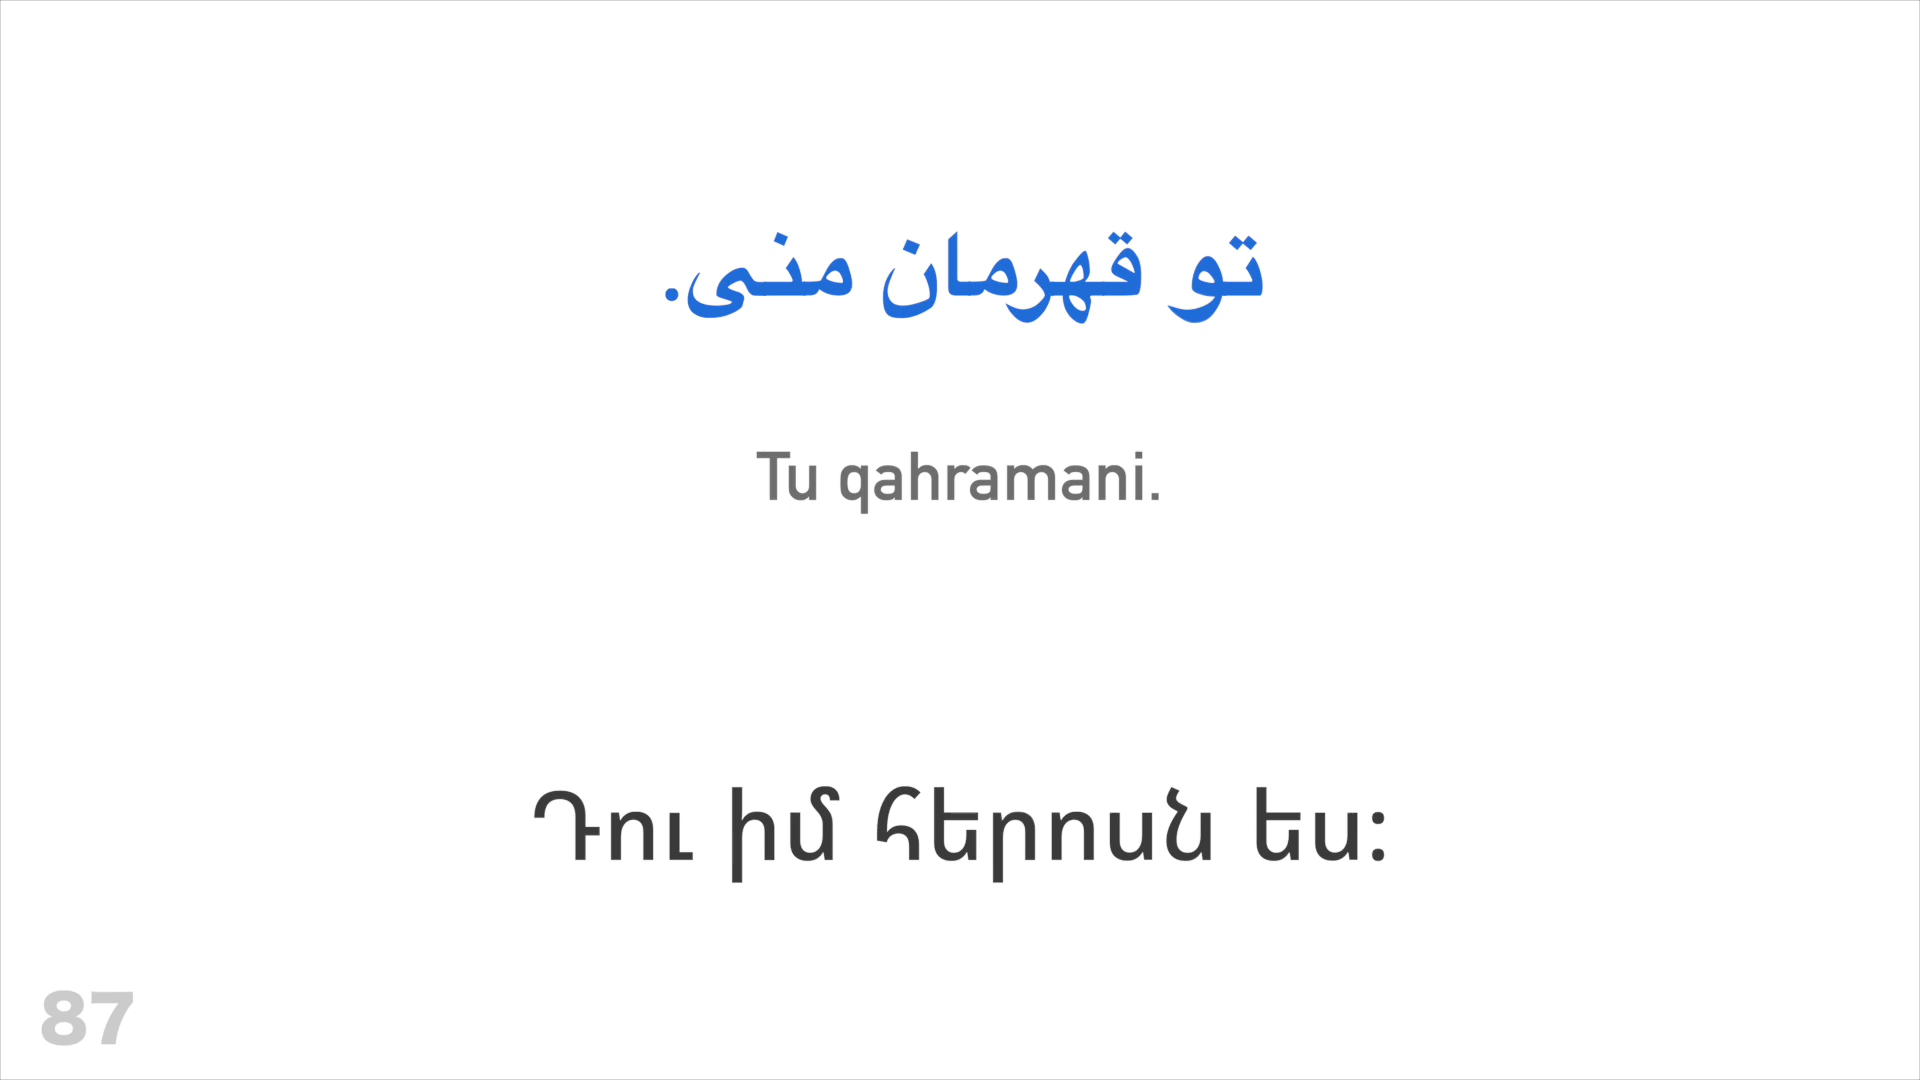 تو قهرمان منی.
Tu qahramani.
Դու իմ հերոսն ես:
87